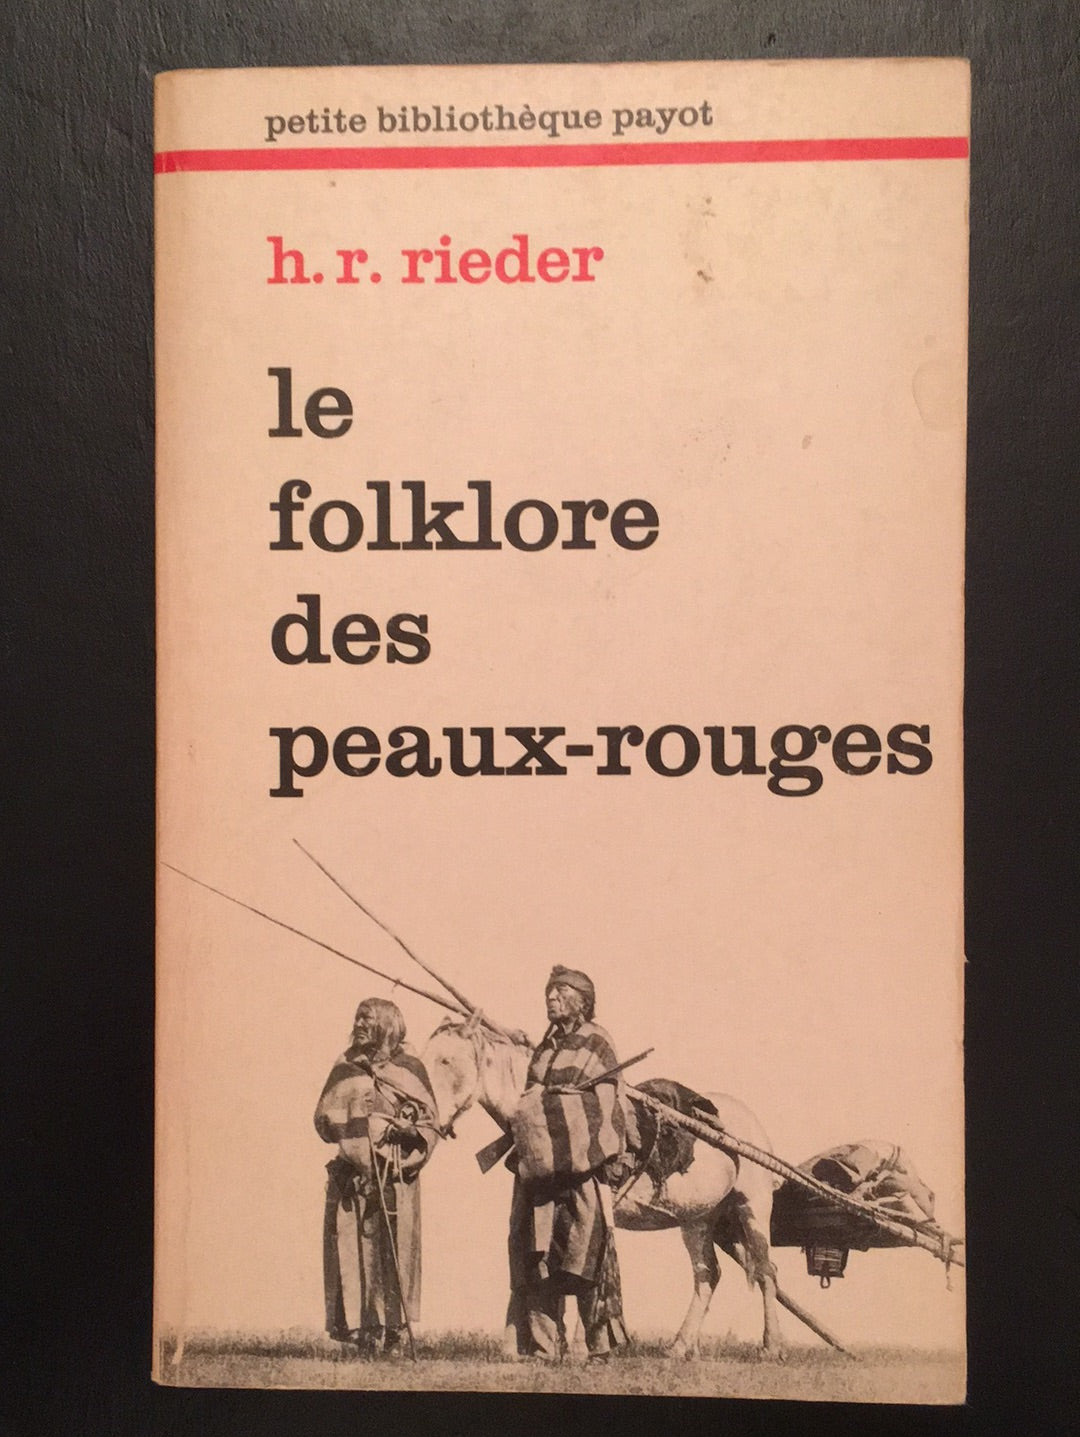 petite bibliothèque payot
h. r. rieder
le
folklore
des
peaux-rouges